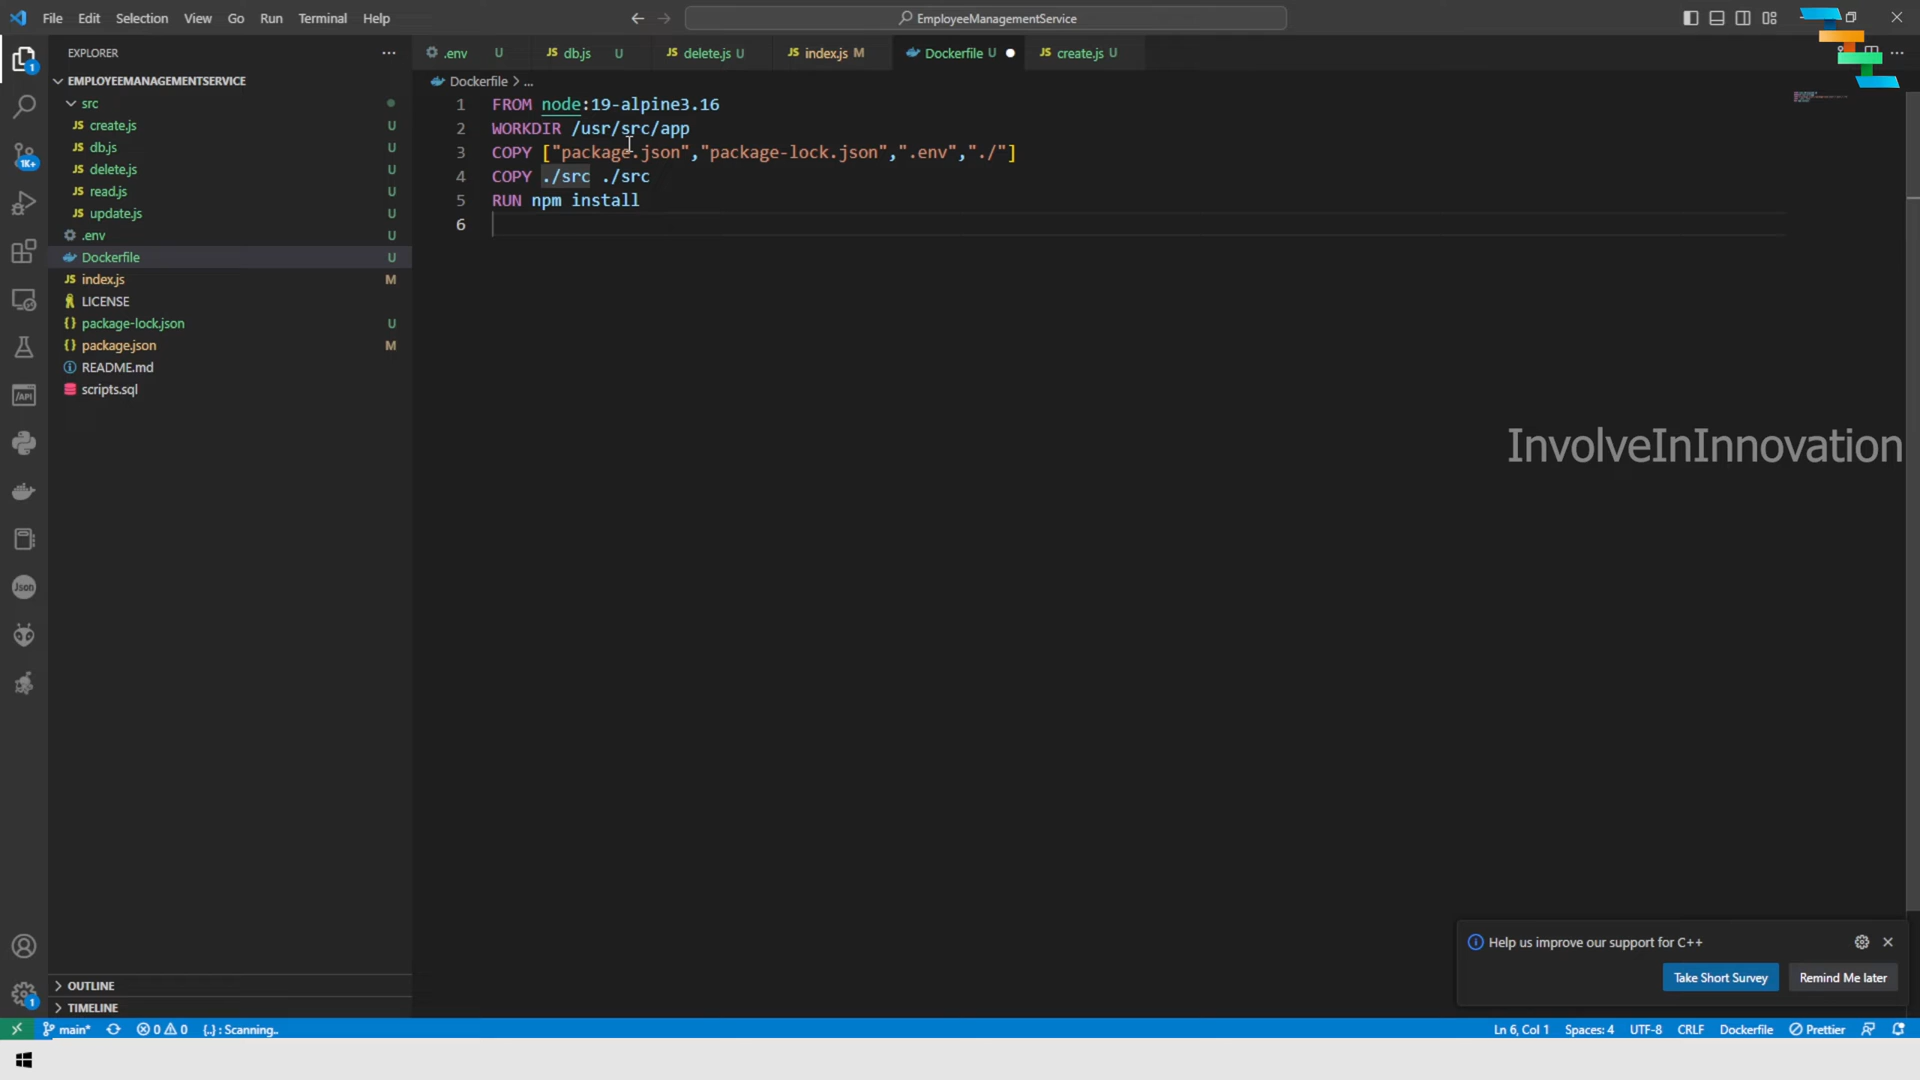 File Edit Selection View Go Run Terminal Help
EmployeeManagementService
EXPLORER
.env U
db.js U
delete.js U
index.js M
Dockerfile U
create.js U
EMPLOYEEMANAGEMENTSERVICE
Dockerfile > ...
src
create.js U
db.js U
delete.js U
read.js U
update.js U
.env U
Dockerfile U
index.js M
LICENSE
package-lock.json U
package.json M
README.md
scripts.sql
1 FROM node:19-alpine3.16
2 WORKDIR /usr/src/app
3 COPY ["package.json","package-lock.json",".env","./"]
4 COPY ./src ./src
5 RUN npm install
6
1
1K+
/API
Json
1
InvolveInInnovation
Help us improve our support for C++
Take Short Survey
Remind Me later
OUTLINE
TIMELINE
main* 0 0 {..} : Scanning..
Ln 6, Col 1 Spaces: 4 UTF-8 CRLF Dockerfile Prettier